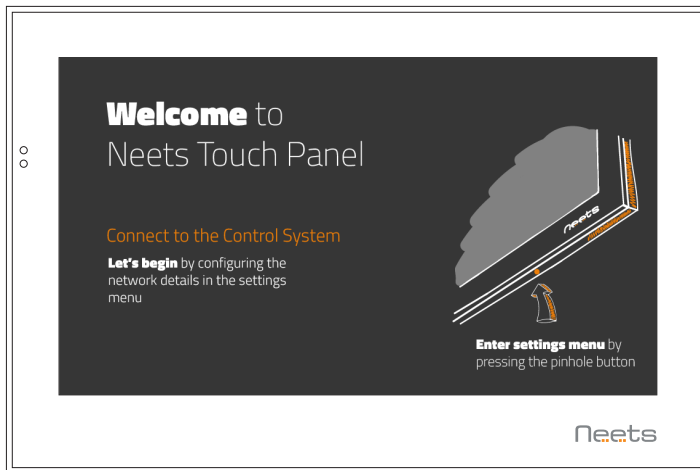 Welcome to
Neets Touch Panel
neets
Connect to the Control System
Let's begin by configuring the
network details in the settings
menu
Enter settings menu by
pressing the pinhole button
neets